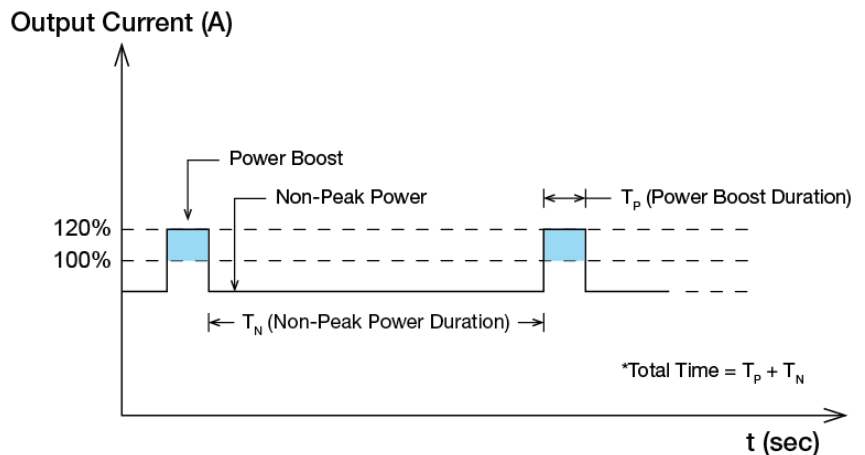 Output Current (A)
Power Boost
Non-Peak Power
T_P (Power Boost Duration)
120%
100%
T_N (Non-Peak Power Duration)
*Total Time = T_P + T_N
t (sec)